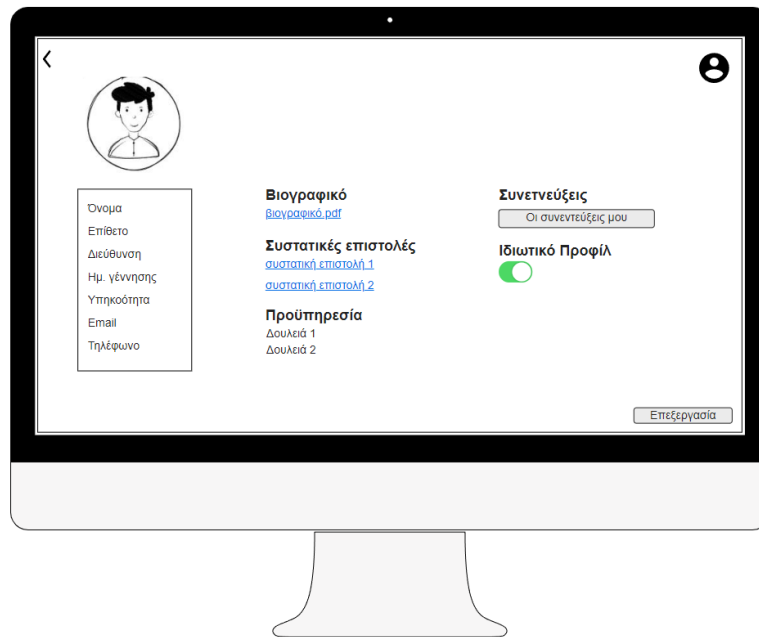 Όνομα
Επίθετο
Διεύθυνση
Ημ. γέννησης
Υπηκοότητα
Email
Τηλέφωνο
Βιογραφικό
βιογραφικό.pdf
Συστατικές επιστολές
συστατική επιστολή 1
συστατική επιστολή 2
Προϋπηρεσία
Δουλειά 1
Δουλειά 2
Συνετνεύξεις
Οι συνεντεύξεις μου
Ιδιωτικό Προφίλ
Επεξεργασία